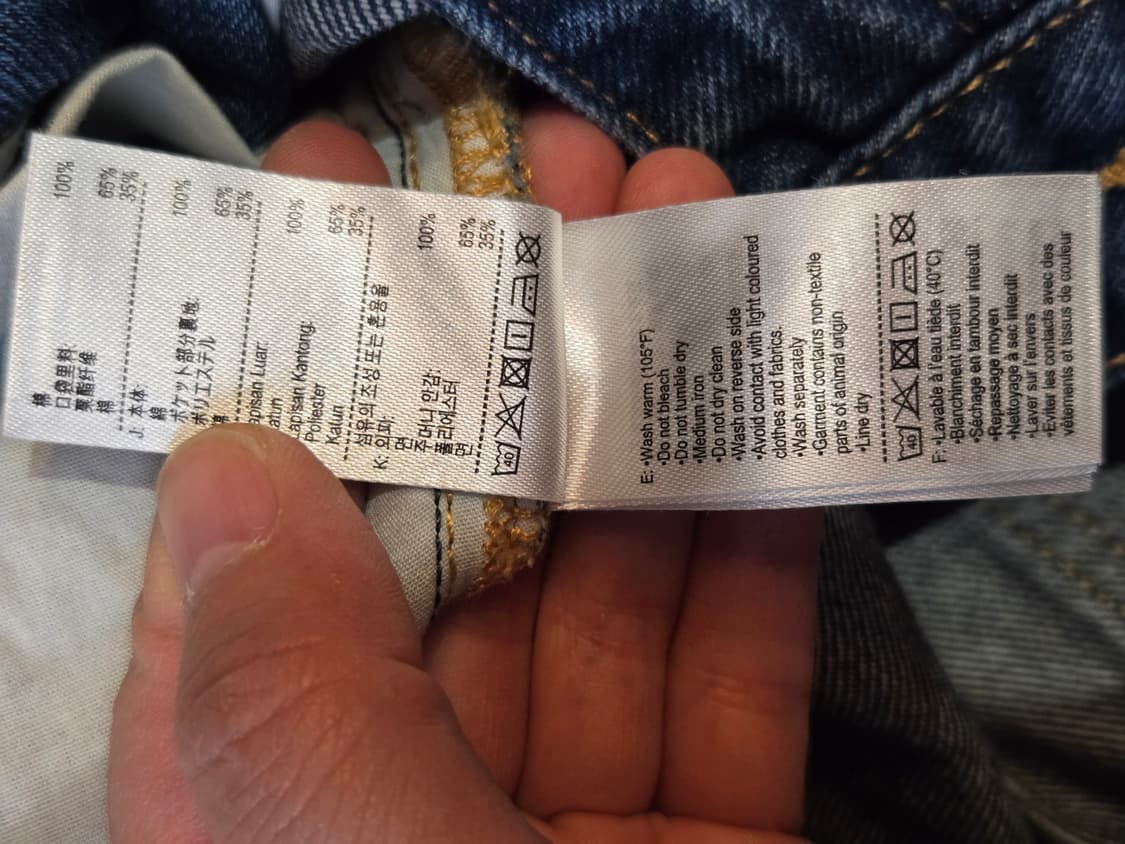 棉 100%
口袋里料:
聚酯纤维 65%
棉 35%
J: 本体
綿 100%
ポケット部分裏地:
ポリエステル 65%
35%
Luar:
100%
Kantong:
Poliester 65%
Katun 35%
K: 섬유의 조성 또는 혼용율
겉감:
면 100%
주머니 안감:
폴리에스터 65%
면 35%
40
E: •Wash warm (105°F)
•Do not bleach
•Do not tumble dry
•Medium iron
•Do not dry clean
•Wash on reverse side
•Avoid contact with light coloured
clothes and fabrics.
•Wash separately
•Garment contains non-textile
parts of animal origin
•Line dry
40
F: •Lavable à l'eau tiède (40°C)
•Blanchiment interdit
•Séchage en tambour interdit
•Repassage moyen
•Nettoyage à sec interdit
•Laver sur l'envers
•Eviter les contacts avec des
vêtements et tissus de couleur